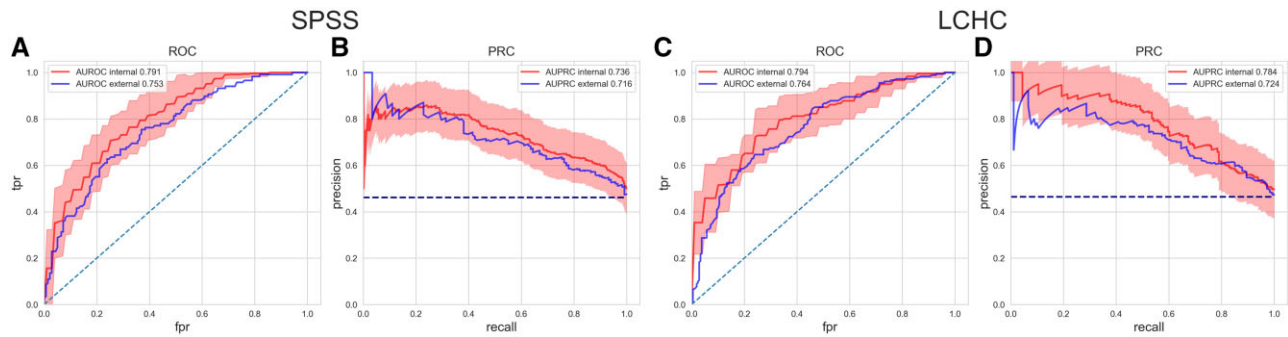 SPSS
LCHC
A
ROC
B
PRC
C
ROC
D
PRC
AUROC internal 0.791
AUROC external 0.753
1.0
0.8
0.6
0.4
0.2
0.0
tpr
0.0 0.2 0.4 0.6 0.8 1.0
fpr
AUPRC internal 0.736
AUPRC external 0.716
1.0
0.8
0.6
0.4
0.2
0.0
precision
0.0 0.2 0.4 0.6 0.8 1.0
recall
AUROC internal 0.794
AUROC external 0.764
1.0
0.8
0.6
0.4
0.2
0.0
tpr
0.0 0.2 0.4 0.6 0.8 1.0
fpr
AUPRC internal 0.784
AUPRC external 0.724
1.0
0.8
0.6
0.4
0.2
0.0
precision
0.0 0.2 0.4 0.6 0.8 1.0
recall